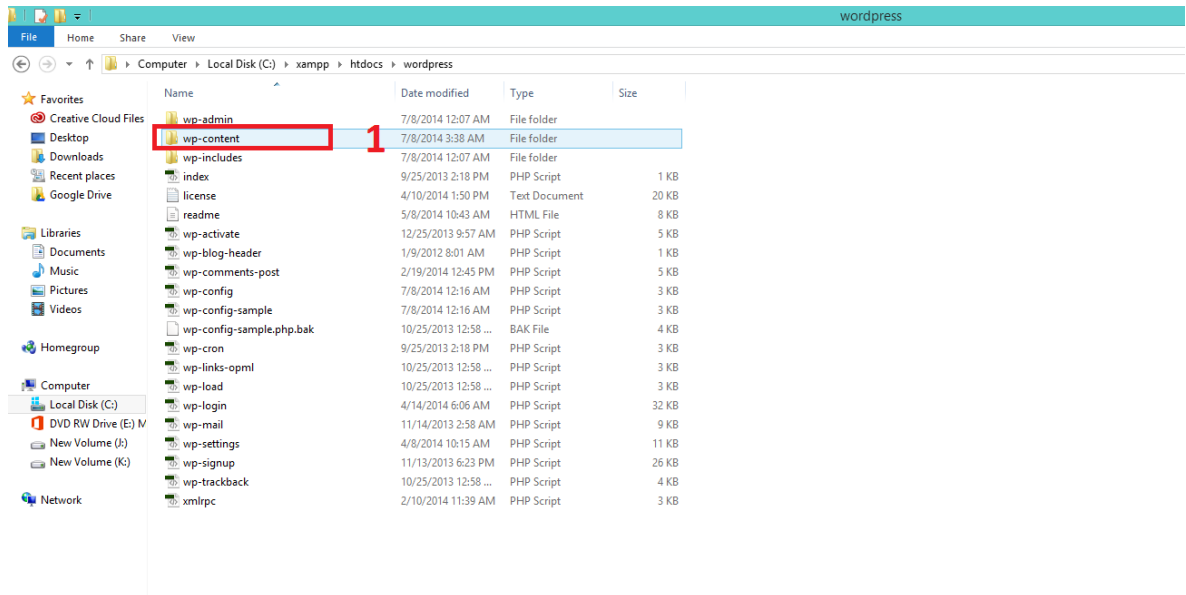 wordpress
File Home Share View
Computer Local Disk (C:) xampp htdocs wordpress
Favorites
Creative Cloud Files
Desktop
Downloads
Recent places
Google Drive
Libraries
Documents
Music
Pictures
Videos
Homegroup
Computer
Local Disk (C:)
DVD RW Drive (E:) M
New Volume (J:)
New Volume (K:)
Network
Name Date modified Type Size
wp-admin 7/8/2014 12:07 AM File folder
wp-content 1 7/8/2014 3:38 AM File folder
wp-includes 7/8/2014 12:07 AM File folder
index 9/25/2013 2:18 PM PHP Script 1 KB
license 4/10/2014 1:50 PM Text Document 20 KB
readme 5/8/2014 10:43 AM HTML File 8 KB
wp-activate 12/25/2013 9:57 AM PHP Script 5 KB
wp-blog-header 1/9/2012 8:01 AM PHP Script 1 KB
wp-comments-post 2/19/2014 12:45 PM PHP Script 5 KB
wp-config 7/8/2014 12:16 AM PHP Script 3 KB
wp-config-sample 7/8/2014 12:16 AM PHP Script 3 KB
wp-config-sample.php.bak 10/25/2013 12:58 ... BAK File 4 KB
wp-cron 9/25/2013 2:18 PM PHP Script 3 KB
wp-links-opml 10/25/2013 12:58 ... PHP Script 3 KB
wp-load 10/25/2013 12:58 ... PHP Script 3 KB
wp-login 4/14/2014 6:06 AM PHP Script 32 KB
wp-mail 11/14/2013 2:58 AM PHP Script 9 KB
wp-settings 4/8/2014 10:15 AM PHP Script 11 KB
wp-signup 11/13/2013 6:23 PM PHP Script 26 KB
wp-trackback 10/25/2013 12:58 ... PHP Script 4 KB
xmlrpc 2/10/2014 11:39 AM PHP Script 3 KB